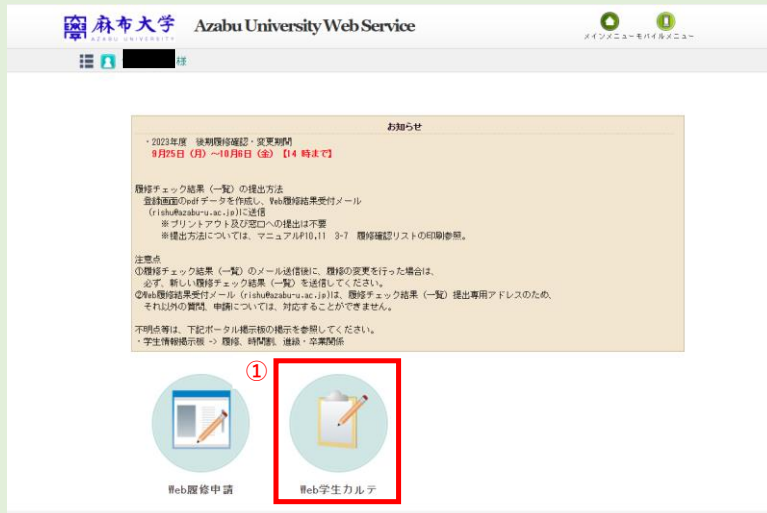 麻布大学 Azabu University Web Service
AZABU UNIVERSITY
メインメニュー モバイルメニュー
様
お知らせ
・2023年度 後期履修確認・変更期間
9月25日（月）～10月6日（金）【14 時まで】
履修チェック結果（一覧）の提出方法
登録画面のpdfデータを作成し、Web履修結果受付メール
(rishu@azabu-u.ac.jp)に送信
※プリントアウト及び窓口への提出は不要
※提出方法については、マニュアルP10,11 3-7 履修確認リストの印刷参照。
注意点
①履修チェック結果（一覧）のメール送信後に、履修の変更を行った場合は、
必ず、新しい履修チェック結果（一覧）を送信してください。
②Web履修結果受付メール（rishu@azabu-u.ac.jp)は、履修チェック結果（一覧）提出専用アドレスのため、
それ以外の質問、申請については、対応することができません。
不明点等は、下記ポータル掲示板の掲示を参照してください。
・学生情報掲示板 -> 履修、時間割、進級・卒業関係
①
Web履修申請 Web学生カルテ